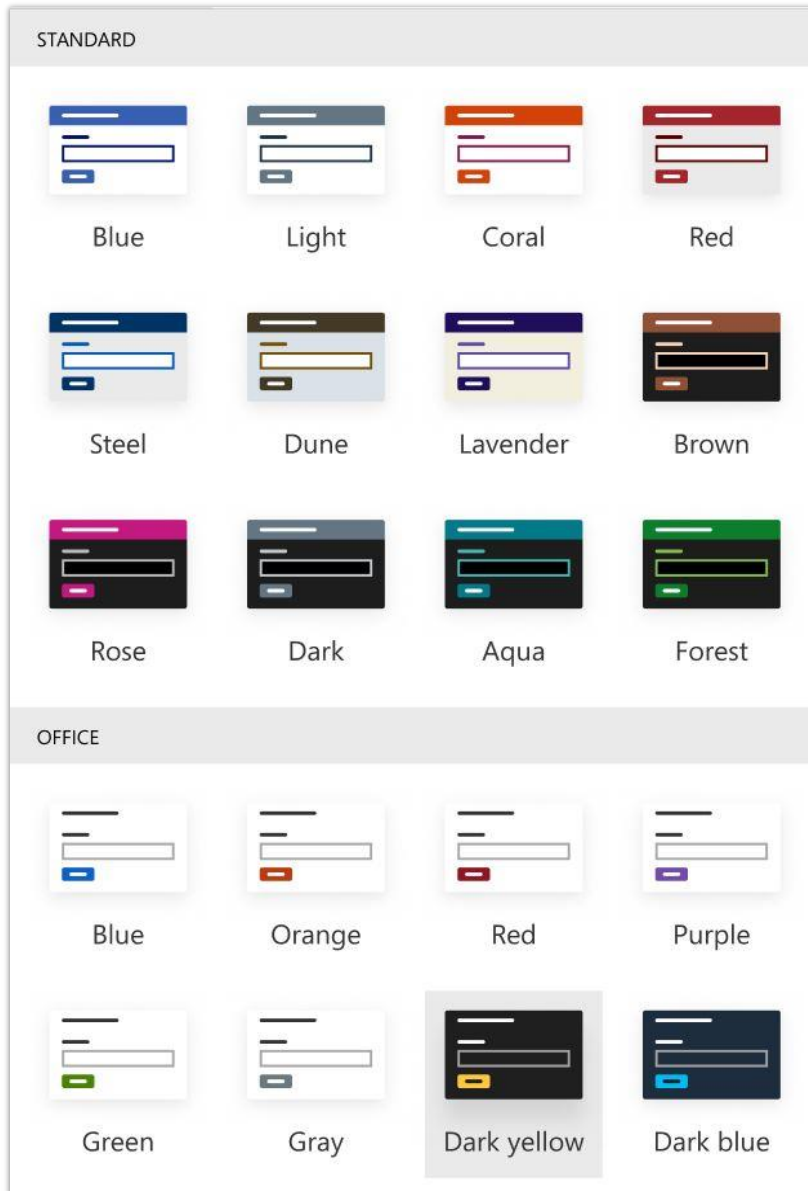 STANDARD
Blue Light Coral Red
Steel Dune Lavender Brown
Rose Dark Aqua Forest
OFFICE
Blue Orange Red Purple
Green Gray Dark yellow Dark blue